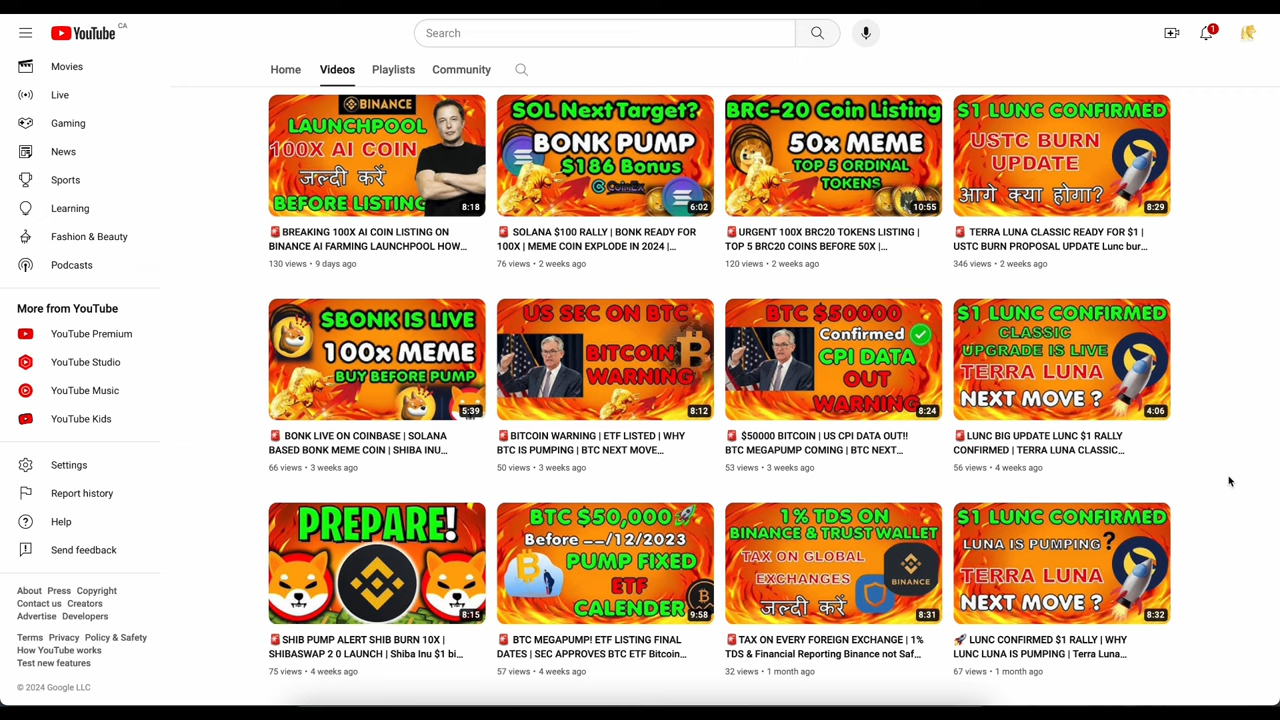 YouTube CA
Search
1
Movies
Live
Gaming
News
Sports
Learning
Fashion & Beauty
Podcasts
More from YouTube
YouTube Premium
YouTube Studio
YouTube Music
YouTube Kids
Settings
Report history
Help
Send feedback
About Press Copyright
Contact us Creators
Advertise Developers
Terms Privacy Policy & Safety
How YouTube works
Test new features
© 2024 Google LLC
Home Videos Playlists Community
BINANCE
LAUNCHPOOL
100X AI COIN
जल्दी करें
BEFORE LISTING
8:18
🚨BREAKING 100X AI COIN LISTING ON
BINANCE AI FARMING LAUNCHPOOL HOW...
130 views • 9 days ago
SOL Next Target?
BONK PUMP
$186 Bonus
COINEX
6:02
🚨 SOLANA $100 RALLY | BONK READY FOR
100X | MEME COIN EXPLODE IN 2024 |...
76 views • 2 weeks ago
BRC-20 Coin Listing
50x MEME
TOP 5 ORDINAL
TOKENS
10:55
🚨URGENT 100X BRC20 TOKENS LISTING |
TOP 5 BRC20 COINS BEFORE 50X |...
120 views • 2 weeks ago
$1 LUNC CONFIRMED
USTC BURN
UPDATE
आगे क्या होगा?
8:29
🚨 TERRA LUNA CLASSIC READY FOR $1 |
USTC BURN PROPOSAL UPDATE Lunc bur...
346 views • 2 weeks ago
$BONK IS LIVE
100x MEME
BUY BEFORE PUMP
5:39
🚨 BONK LIVE ON COINBASE | SOLANA
BASED BONK MEME COIN | SHIBA INU...
66 views • 3 weeks ago
US SEC ON BTC
BITCOIN
WARNING
8:12
🚨BITCOIN WARNING | ETF LISTED | WHY
BTC IS PUMPING | BTC NEXT MOVE...
50 views • 3 weeks ago
BTC $50000
Confirmed
CPI DATA
OUT
WARNING
8:24
🚨 $50000 BITCOIN | US CPI DATA OUT!!
BTC MEGAPUMP COMING | BTC NEXT...
53 views • 3 weeks ago
$1 LUNC CONFIRMED
CLASSIC
UPGRADE IS LIVE
TERRA LUNA
NEXT MOVE ?
4:06
🚨LUNC BIG UPDATE LUNC $1 RALLY
CONFIRMED | TERRA LUNA CLASSIC...
56 views • 4 weeks ago
PREPARE!
8:15
🚨SHIB PUMP ALERT SHIB BURN 10X |
SHIBASWAP 2 0 LAUNCH | Shiba Inu $1 bi...
75 views • 4 weeks ago
BTC $50,000🚀
Before --/12/2023
PUMP FIXED
ETF
CALENDER
9:58
🚨 BTC MEGAPUMP! ETF LISTING FINAL
DATES | SEC APPROVES BTC ETF Bitcoin...
57 views • 4 weeks ago
1% TDS ON
BINANCE & TRUST WALLET
TAX ON GLOBAL
EXCHANGES
जल्दी करें
BINANCE
8:31
🚨TAX ON EVERY FOREIGN EXCHANGE | 1%
TDS & Financial Reporting Binance not Saf...
32 views • 1 month ago
$1 LUNC CONFIRMED
LUNA IS PUMPING?
TERRA LUNA
NEXT MOVE ?
8:32
🚀 LUNC CONFIRMED $1 RALLY | WHY
LUNC LUNA IS PUMPING | Terra Luna...
67 views • 1 month ago